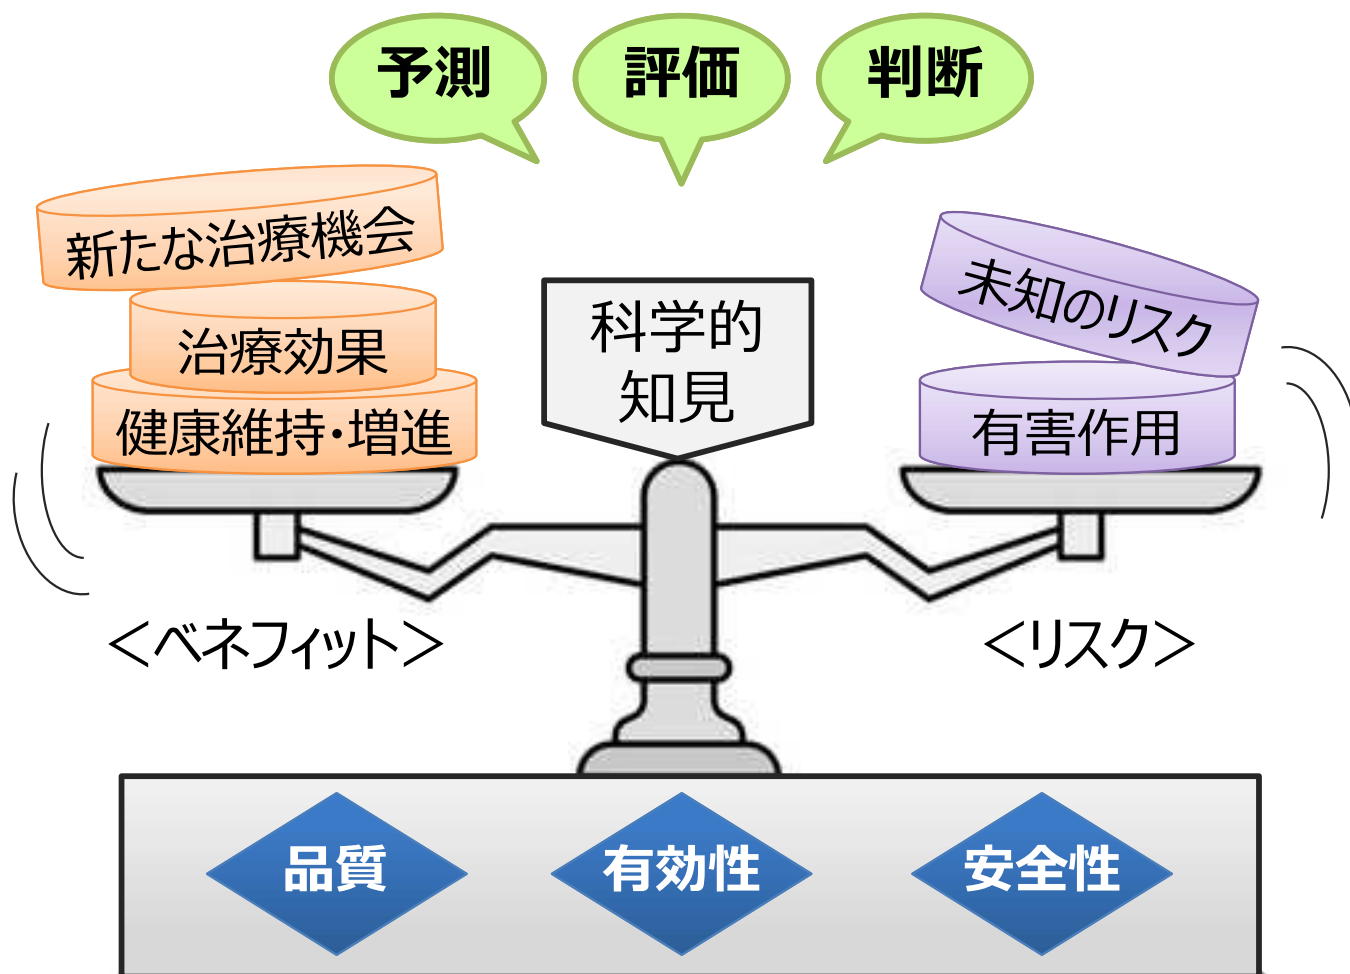 予測
評価
判断
新たな治療機会
治療効果
健康維持・増進
科学的
知見
未知のリスク
有害作用
＜ベネフィット＞
＜リスク＞
品質
有効性
安全性